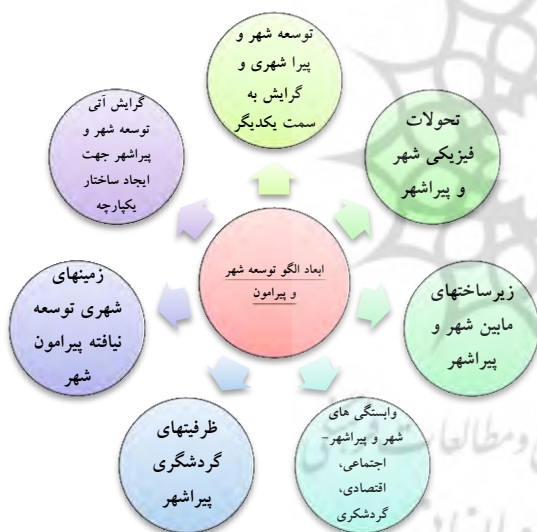 توسعه شهر و
پیرا شهری و
گرایش به
سمت یکدیگر
تحولات
فیزیکی شهر
و پیراشهر
زیرساختهای
مابین شهر و
پیراشهر
وابستگی های
شهر و پیراشهر-
اجتماعی،
اقتصادی،
گردشگری
ظرفیتهای
گردشگری
پیراشهر
زمینهای
شهری توسعه
نیافته پیرامون
شهر
گرایش آتی
توسعه شهر و
پیراشهر جهت
ایجاد ساختار
یکپارچه
ابعاد الگو توسعه شهر
و پیرامون
ومطالعات فرهنگی